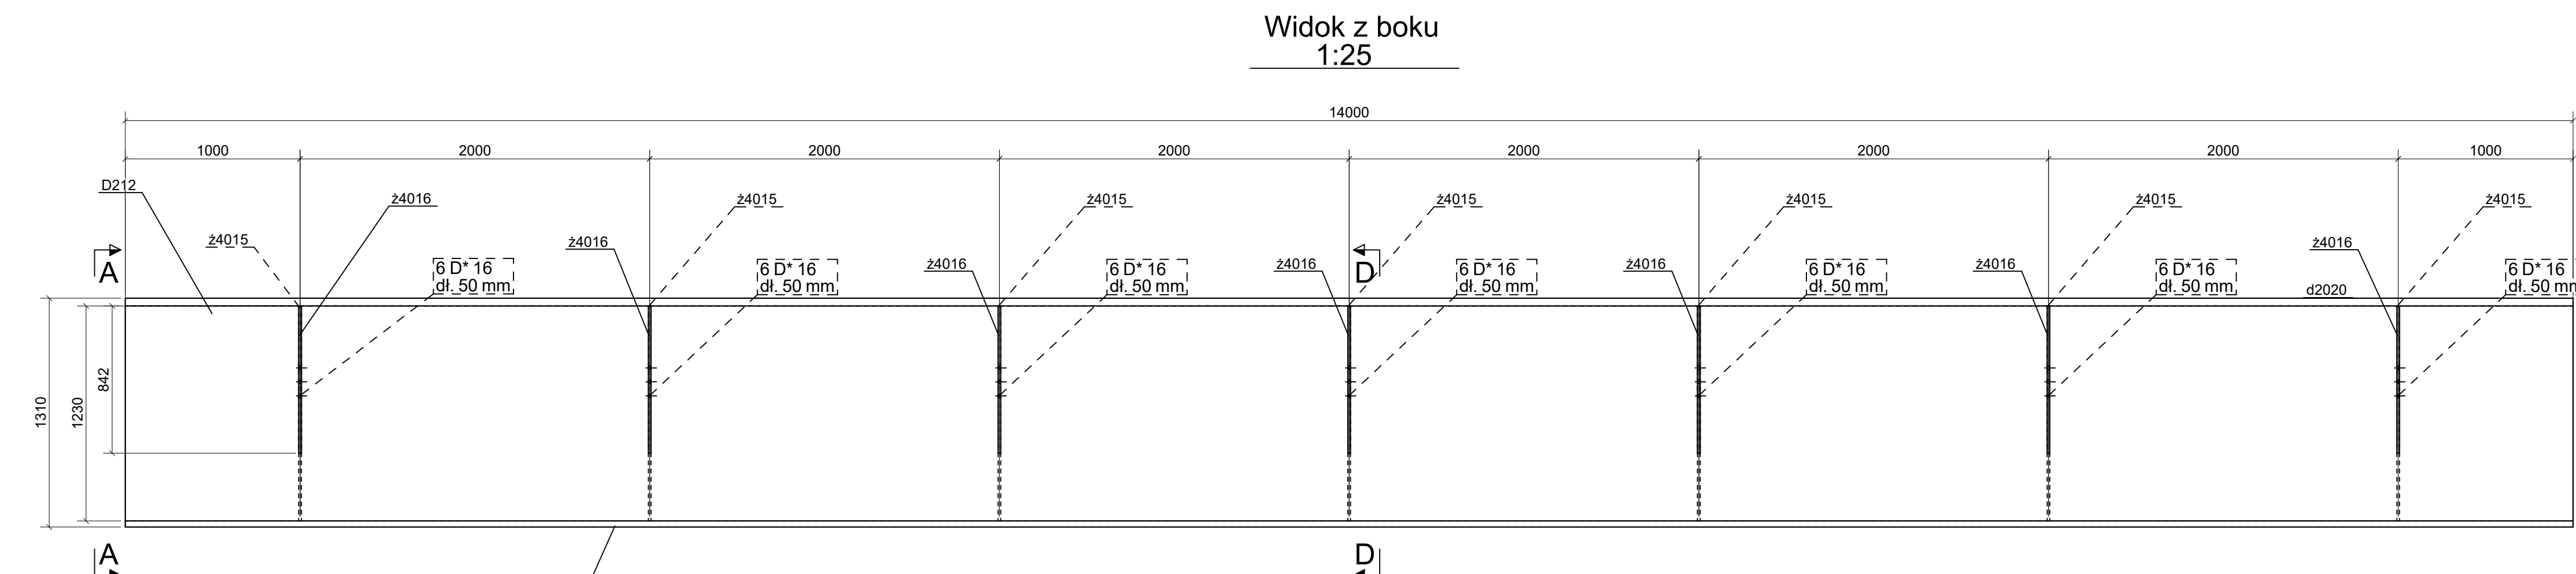 Widok z boku
1:25
14000
1000 2000 2000 2000 2000 2000 2000 1000
D212
ż4016
ż4015 ż4015 ż4015 ż4015 ż4015 ż4015
ż4015
ż4016
ż4016
A
ż4016 ż4016 ż4016 ż4016
D
6 D* 16 6 D* 16 6 D* 16 6 D* 16 6 D* 16 6 D* 16 6 D* 16
dł. 50 mm dł. 50 mm dł. 50 mm dł. 50 mm dł. 50 mm dł. 50 mm dł. 50 m
d2020
842
1230
1310
A D